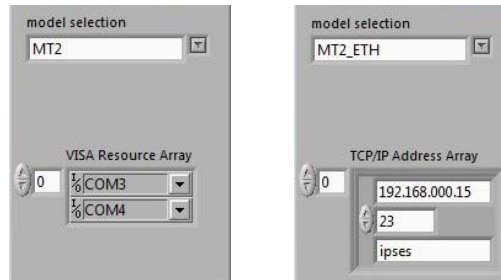 model selection
MT2
VISA Resource Array
0
I/O COM3
I/O COM4
model selection
MT2_ETH
TCP/IP Address Array
0
192.168.000.15
23
ipses